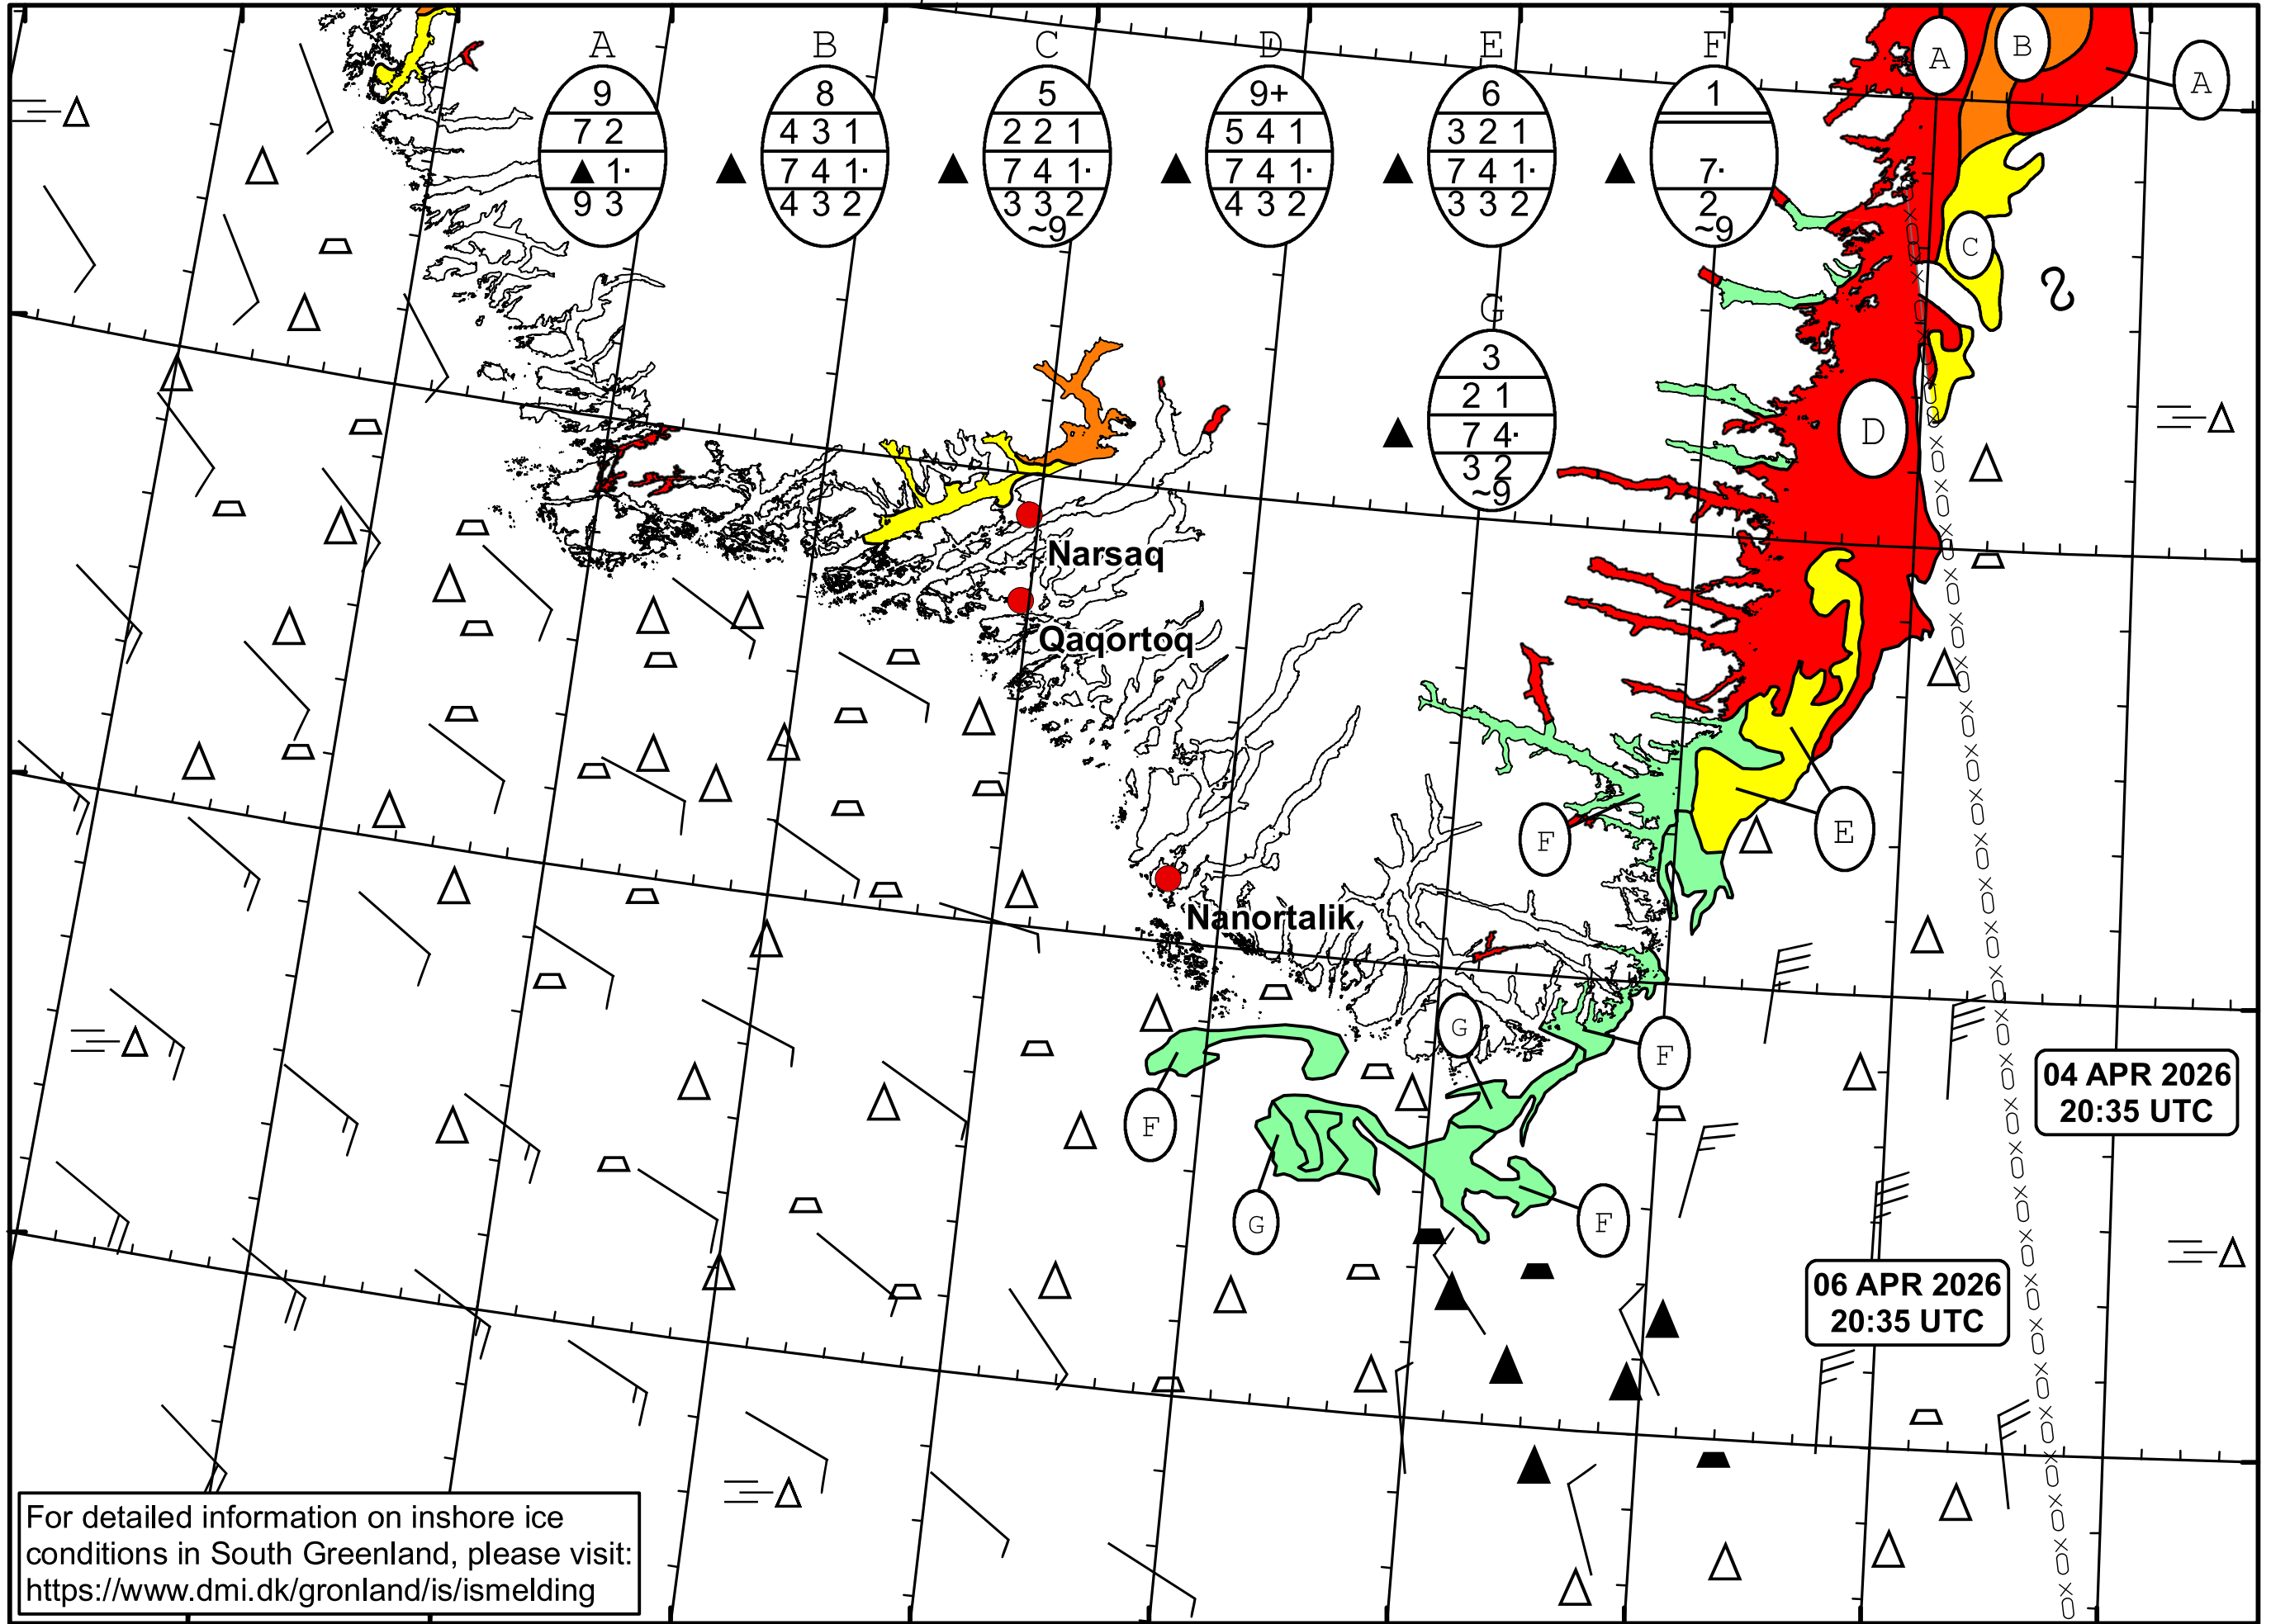 A B C D E F
9
7 2
▲ 1·
9 3
8
4 3 1
7 4 1·
4 3 2
5
2 2 1
7 4 1·
3 3 2
~9
9+
5 4 1
7 4 1·
4 3 2
6
3 2 1
7 4 1·
3 3 2
1
7·
2
~9
G
3
2 1
7 4·
3 2
~9
A
B
A
C
D
Narsaq
Qaqortoq
E
F
Nanortalik
G
F
F
G
F
04 APR 2026
20:35 UTC
06 APR 2026
20:35 UTC
For detailed information on inshore ice
conditions in South Greenland, please visit:
https://www.dmi.dk/gronland/is/ismelding